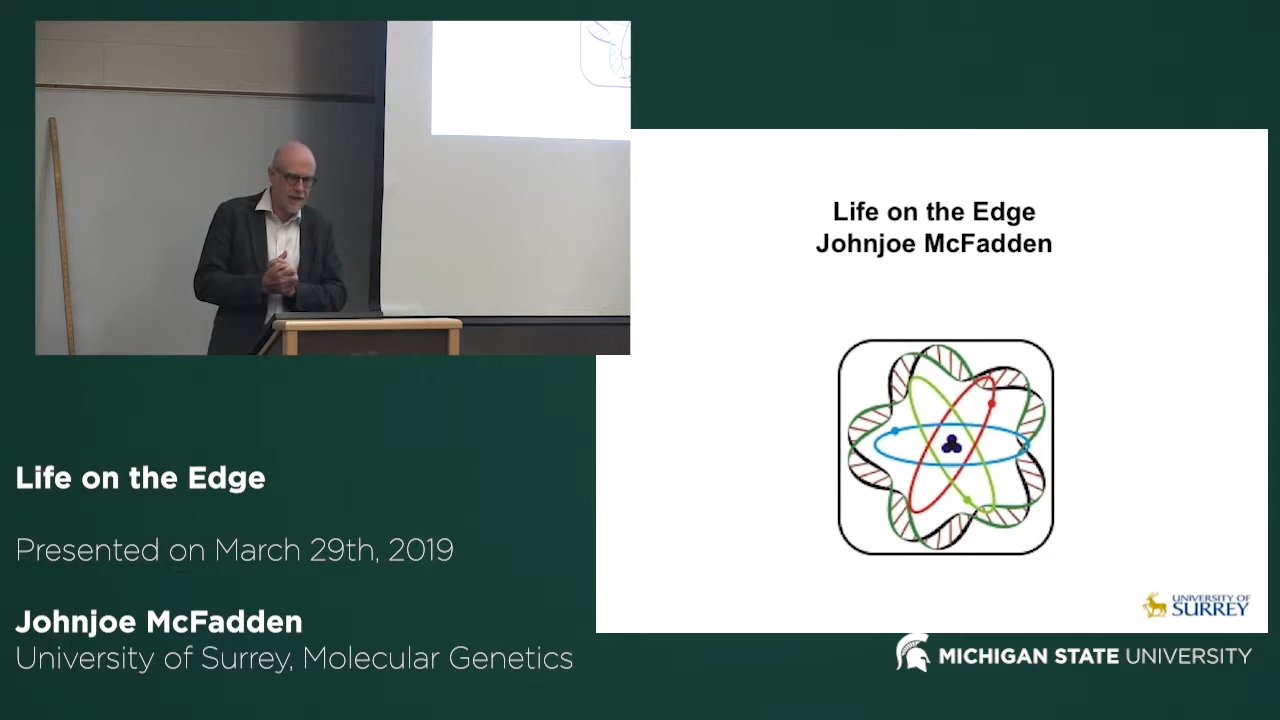 Life on the Edge
Johnjoe McFadden
UNIVERSITY OF
SURREY
Life on the Edge
Presented on March 29th, 2019
Johnjoe McFadden
University of Surrey, Molecular Genetics
MICHIGAN STATE UNIVERSITY